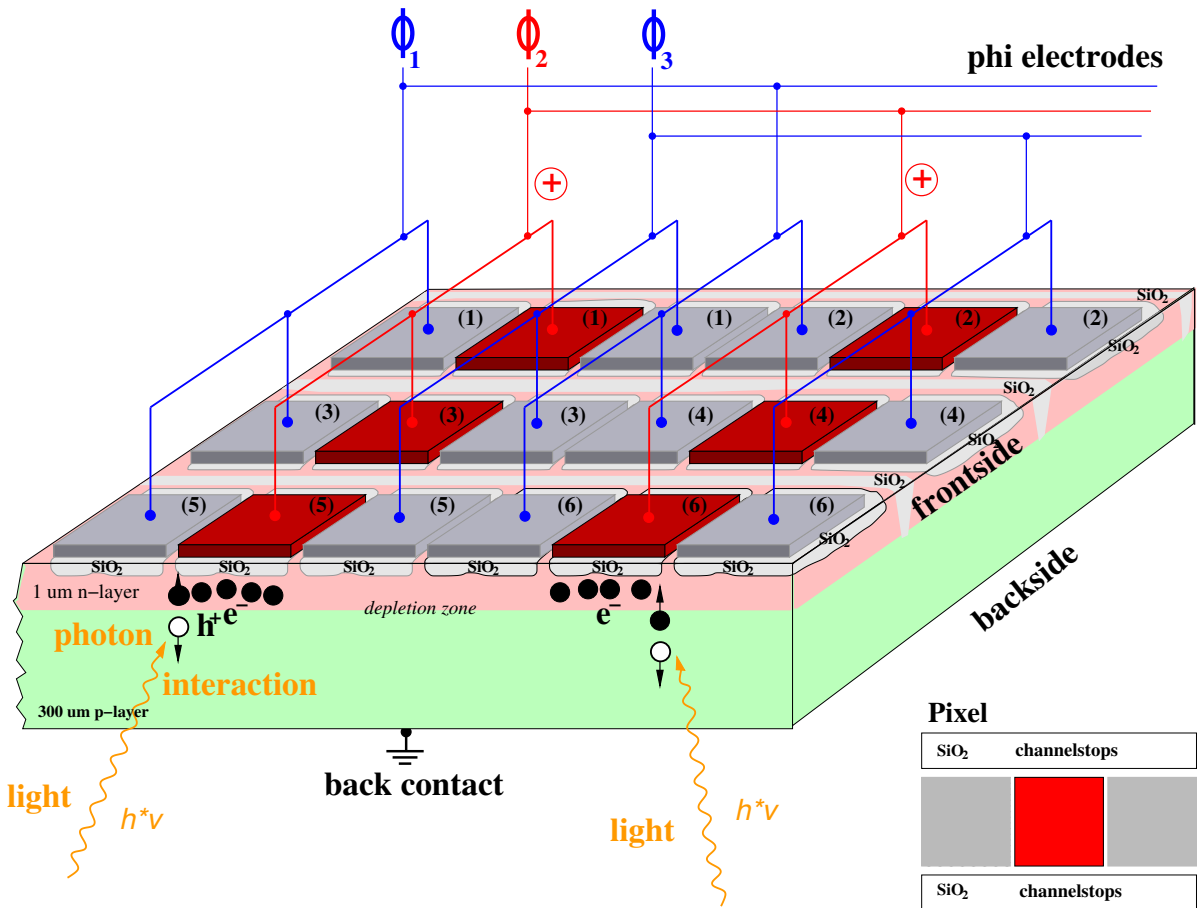 Φ1 Φ2 Φ3
phi electrodes
+ +
SiO2
(1) (1) (1) (2) (2) (2)
SiO2
SiO2
(3) (3) (3) (4) (4) (4)
SiO2
SiO2
frontside
(5) (5) (5) (6) (6) (6)
SiO2
SiO2 SiO2 SiO2 SiO2 SiO2 SiO2
backside
1 um n-layer
depletion zone
h+ e− e−
photon
interaction
300 um p-layer
back contact
light
h*v
light
h*v
Pixel
SiO2 channelstops
SiO2 channelstops